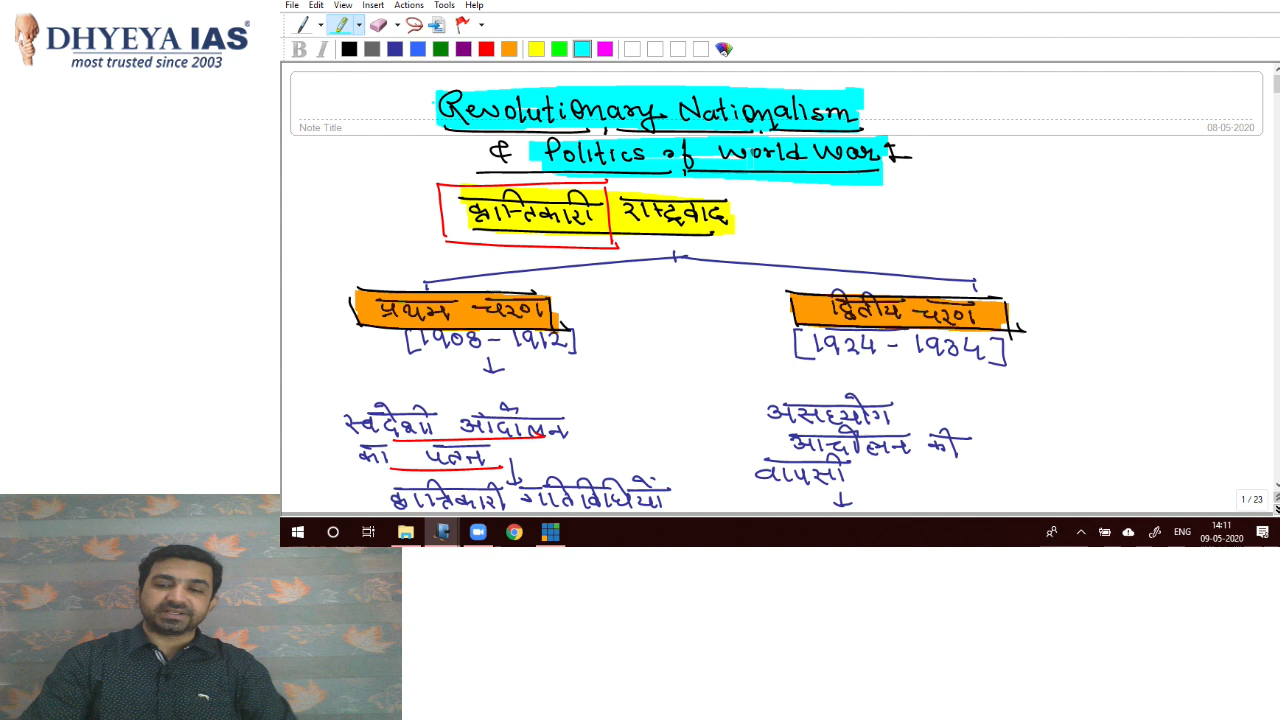 DHYEYA IAS®
most trusted since 2003
File Edit View Insert Actions Tools Help
B I
Revolutionary Nationalism
Note Title
08-05-2020
& Politics of World War I
क्रान्तिकारी राष्ट्रवाद
प्रथम चरण
द्वितीय चरण
[1908 - 1912]
[1924 - 1934]
स्वदेशी आंदोलन के
का पतन
असहयोग
आन्दोलन की
वापसी
क्रान्तिकारी गतिविधियों में
1 / 23
ENG
14:11
09-05-2020